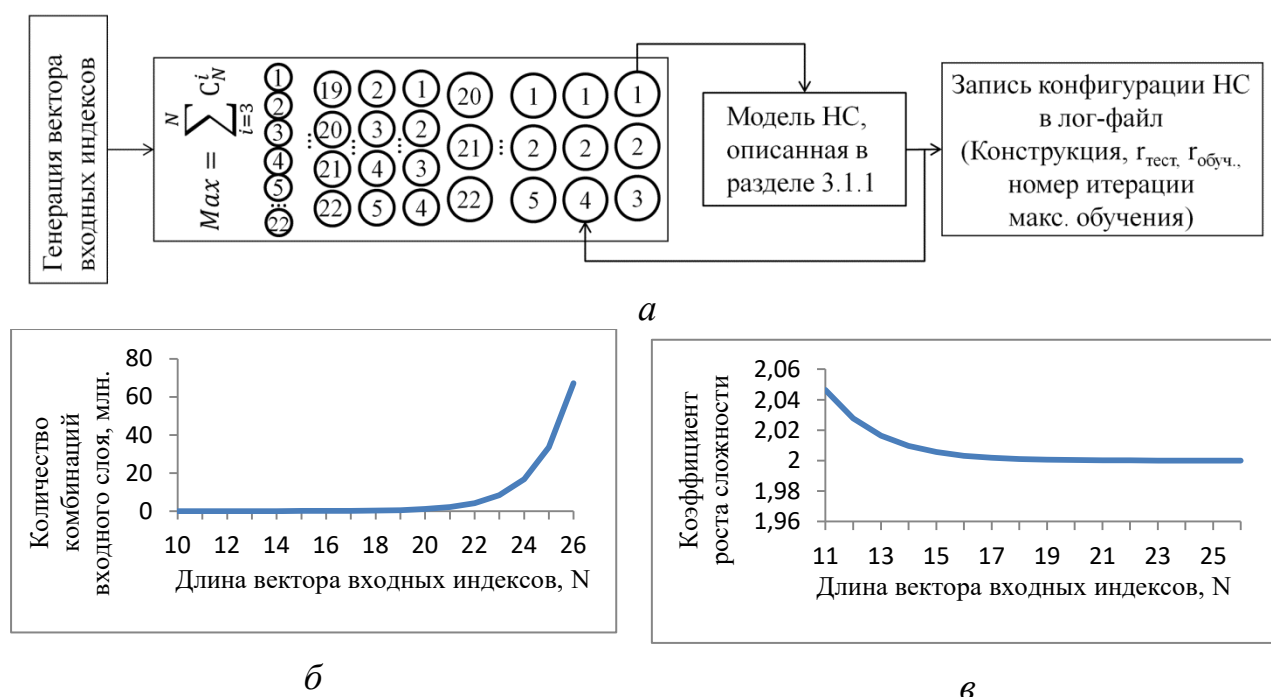 Генерация вектора
входных индексов
Max = ∑ C_N^i
N
i=3
1
2
3
4
5
...
22
19
20
21
22
...
2
3
4
5
...
1
2
3
4
20
21
22
...
1
2
5
1
2
4
1
2
3
Модель НС,
описанная в
разделе 3.1.1
Запись конфигурации НС
в лог-файл
(Конструкция, r тест, r обуч.,
номер итерации
макс. обучения)
а
Количество
комбинаций
входного слоя, млн.
80
60
40
20
0
10 12 14 16 18 20 22 24 26
Длина вектора входных индексов, N
б
Коэффициент
роста сложности
2,06
2,04
2,02
2
1,98
1,96
11 13 15 17 19 21 23 25
Длина вектора входных индексов, N
в